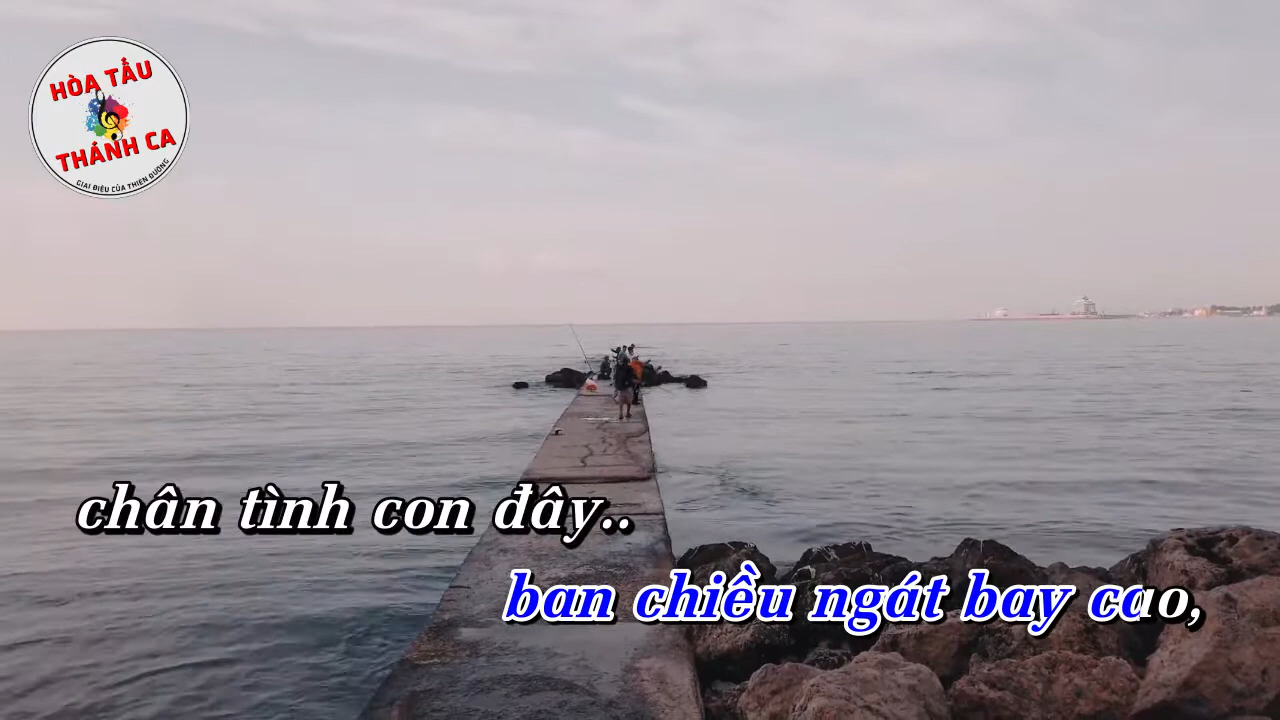 HÒA TẤU
THÁNH CA
GIAI ĐIỆU CỦA THIÊN ĐƯỜNG
chân tình con đây..
ban chiều ngát bay cao,